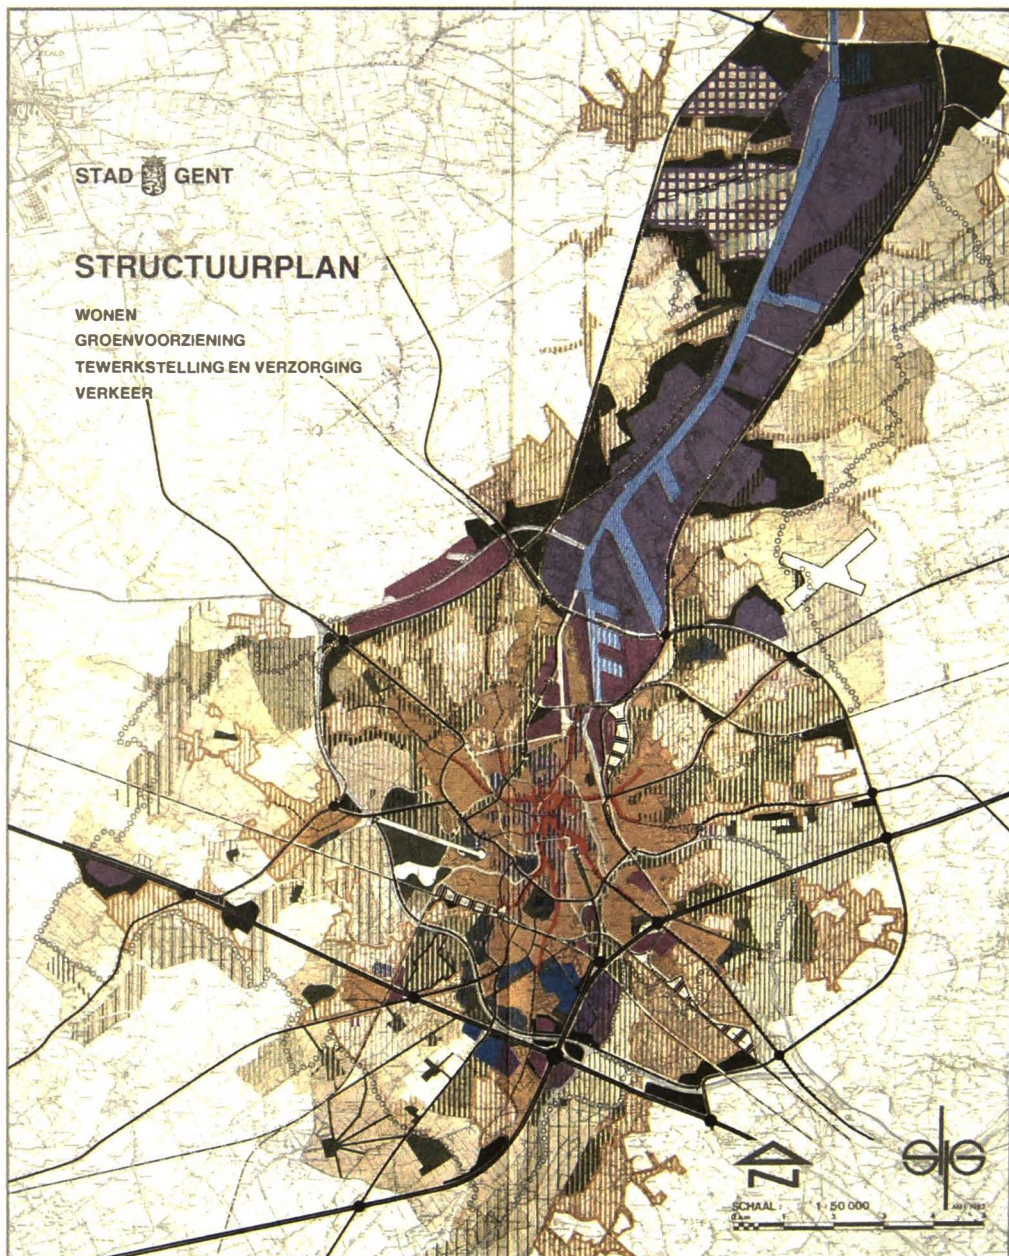 STAD GENT
STRUCTUURPLAN
WONEN
GROENVOORZIENING
TEWERKSTELLING EN VERZORGING
VERKEER
N
SCHAAL : 1 : 50 000